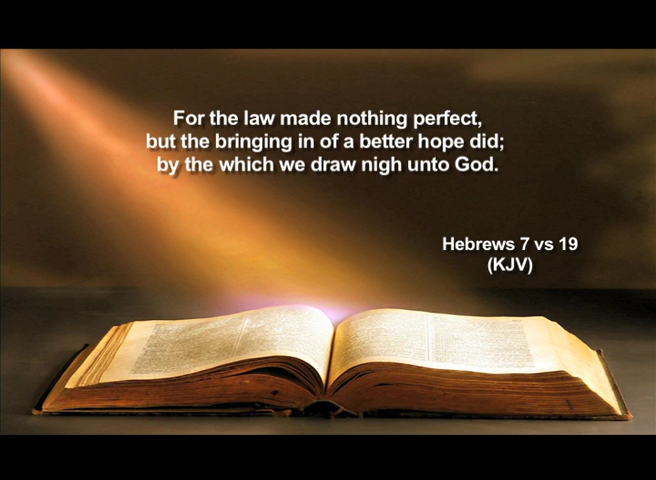 For the law made nothing perfect,
but the bringing in of a better hope did;
by the which we draw nigh unto God.
Hebrews 7 vs 19
(KJV)